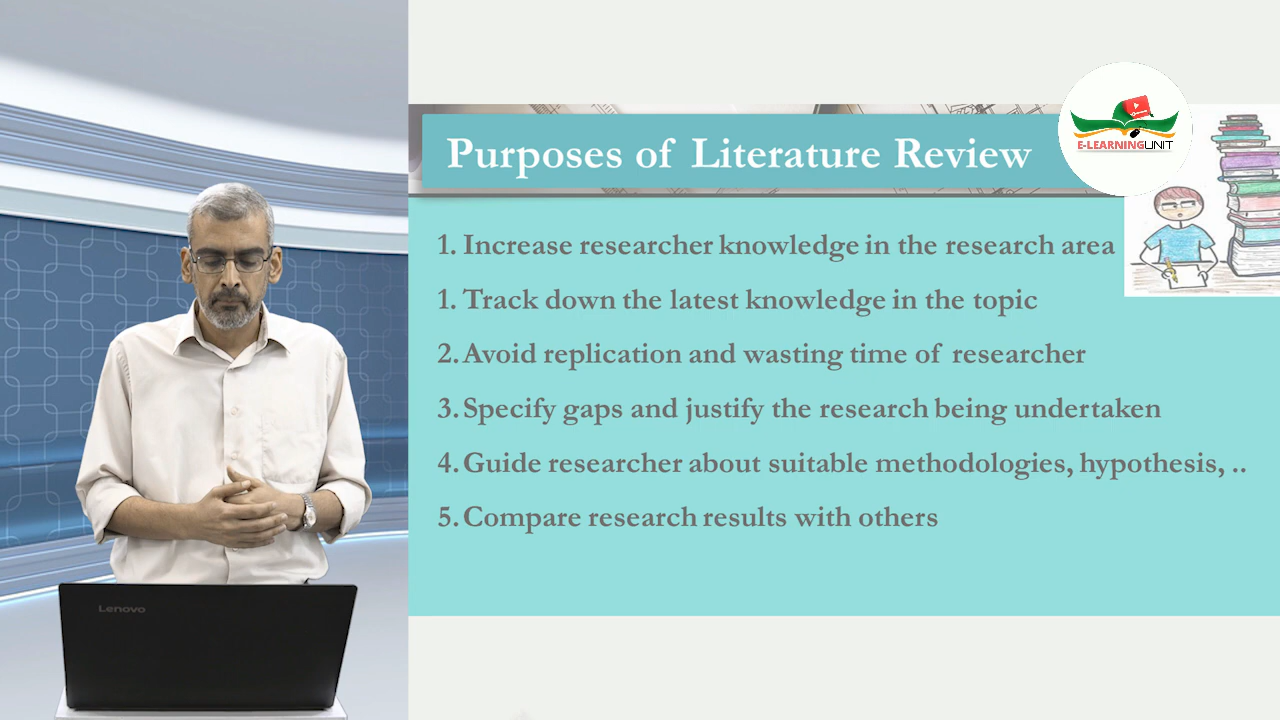 Purposes of Literature Review
E-LEARNINGUNIT
1. Increase researcher knowledge in the research area
1. Track down the latest knowledge in the topic
2. Avoid replication and wasting time of researcher
3. Specify gaps and justify the research being undertaken
4. Guide researcher about suitable methodologies, hypothesis, ..
5. Compare research results with others
Lenovo